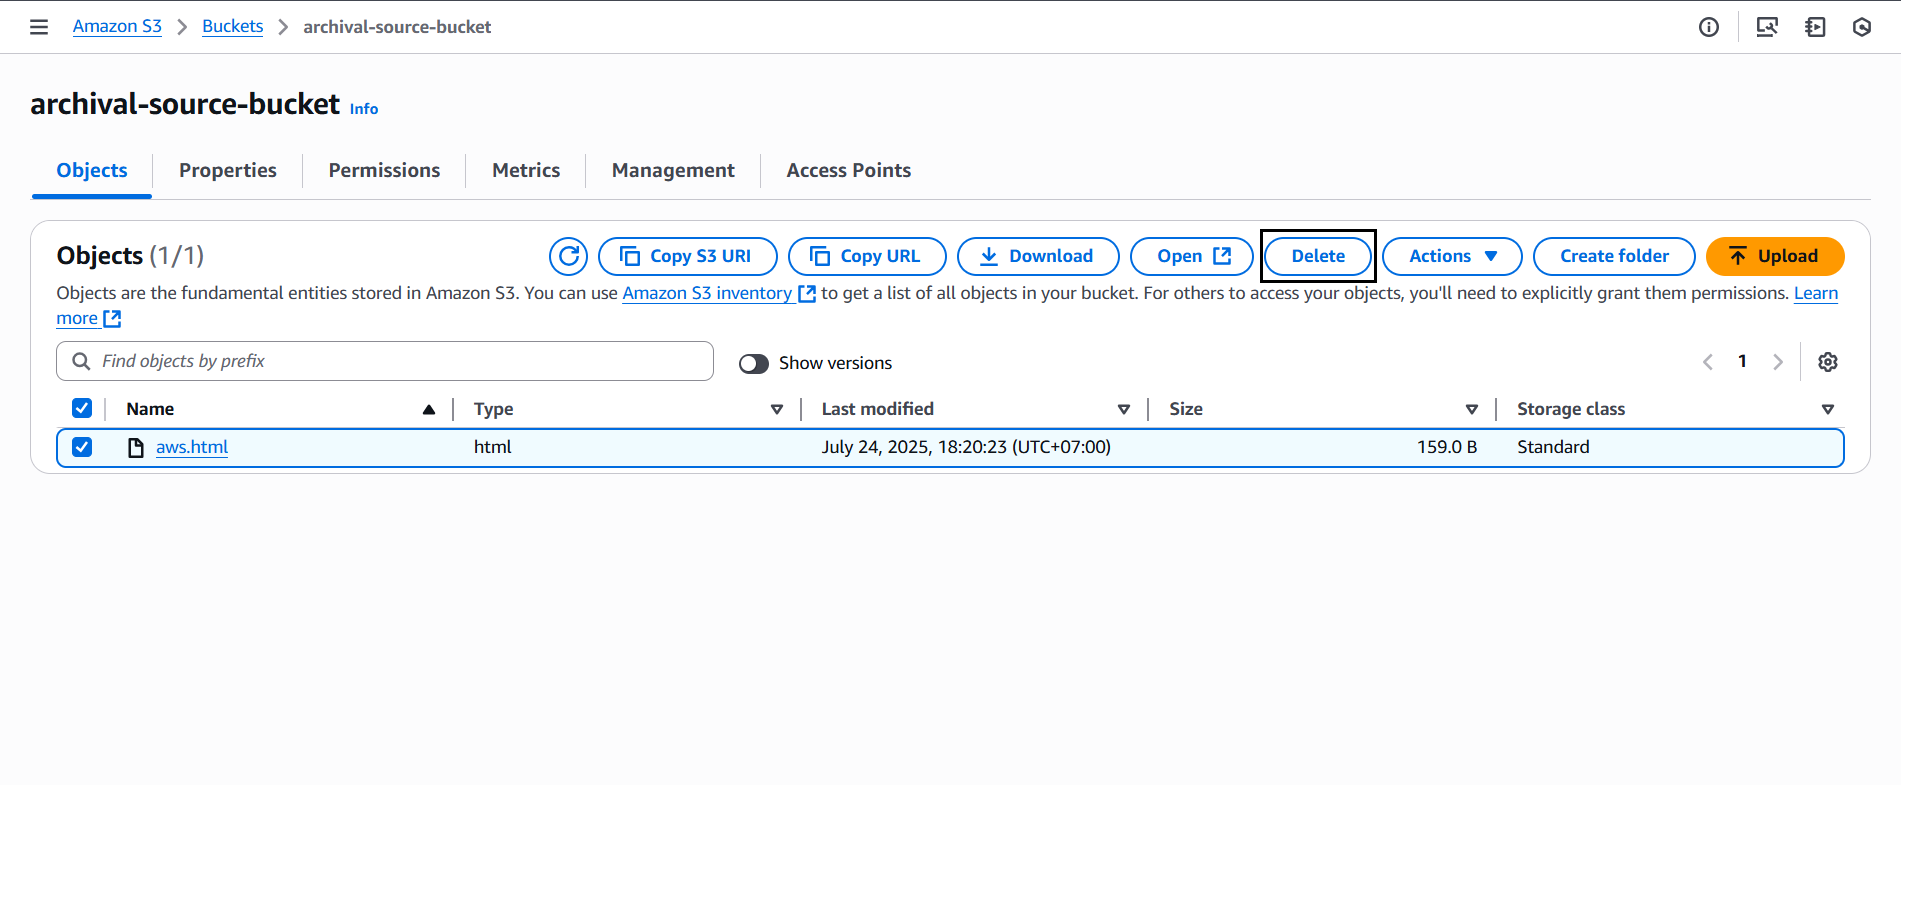 Amazon S3 > Buckets > archival-source-bucket
archival-source-bucket Info
Objects Properties Permissions Metrics Management Access Points
Objects (1/1) Copy S3 URI Copy URL Download Open Delete Actions Create folder Upload
Objects are the fundamental entities stored in Amazon S3. You can use Amazon S3 inventory to get a list of all objects in your bucket. For others to access your objects, you'll need to explicitly grant them permissions. Learn
more
Find objects by prefix Show versions 1
Name Type Last modified Size Storage class
aws.html html July 24, 2025, 18:20:23 (UTC+07:00) 159.0 B Standard